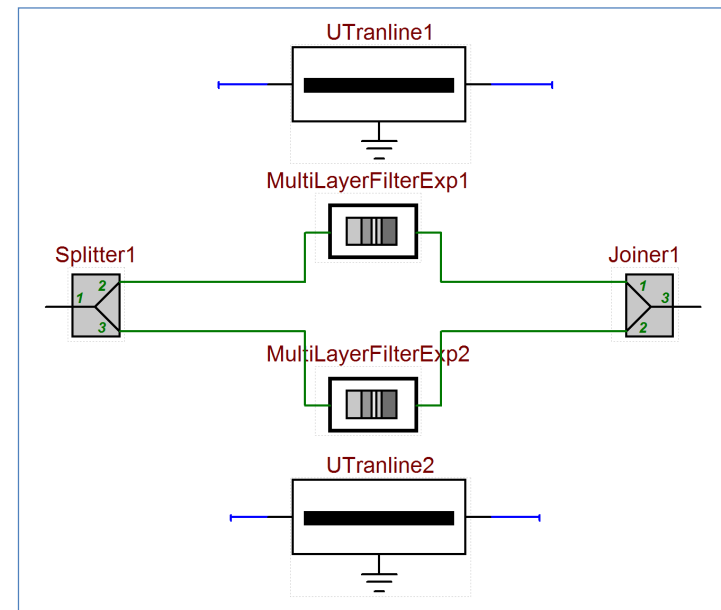 UTranline1
MultiLayerFilterExp1
Splitter1
Joiner1
2
1
1
3
3
2
MultiLayerFilterExp2
UTranline2